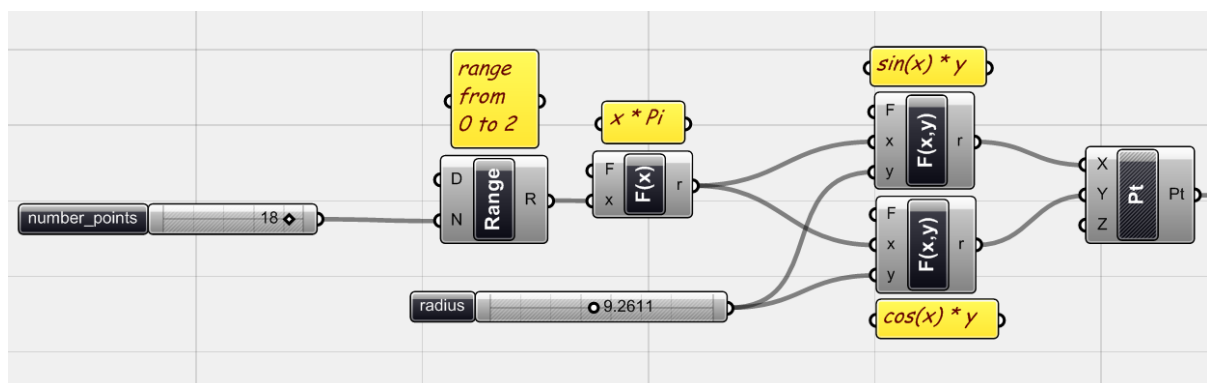 range
from
0 to 2
x * Pi
sin(x) * y
number_points
18
D
N
Range
R
F
x
F(x)
r
F
x
y
F(x,y)
r
F
x
y
F(x,y)
r
X
Y
Z
Pt
Pt
radius
9.2611
cos(x) * y